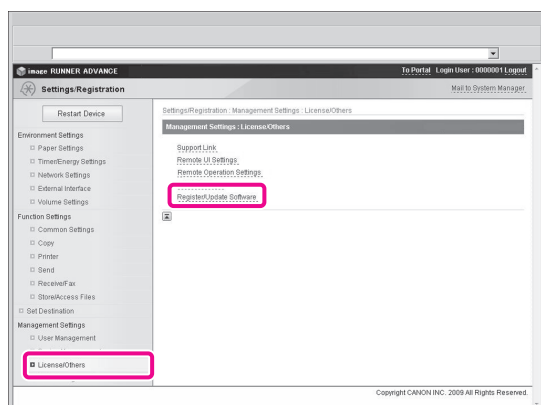 image RUNNER ADVANCE
To Portal Login User : 0000001 Logout
Settings/Registration
Mail to System Manager
Restart Device
Settings/Registration : Management Settings : License/Others
Management Settings : License/Others
Environment Settings
Paper Settings
Timer/Energy Settings
Network Settings
External Interface
Volume Settings
Function Settings
Common Settings
Copy
Printer
Send
Receive/Fax
Store/Access Files
Set Destination
Management Settings
User Management
License/Others
Support Link
Remote UI Settings
Remote Operation Settings
Register/Update Software
Copyright CANON INC. 2009 All Rights Reserved.